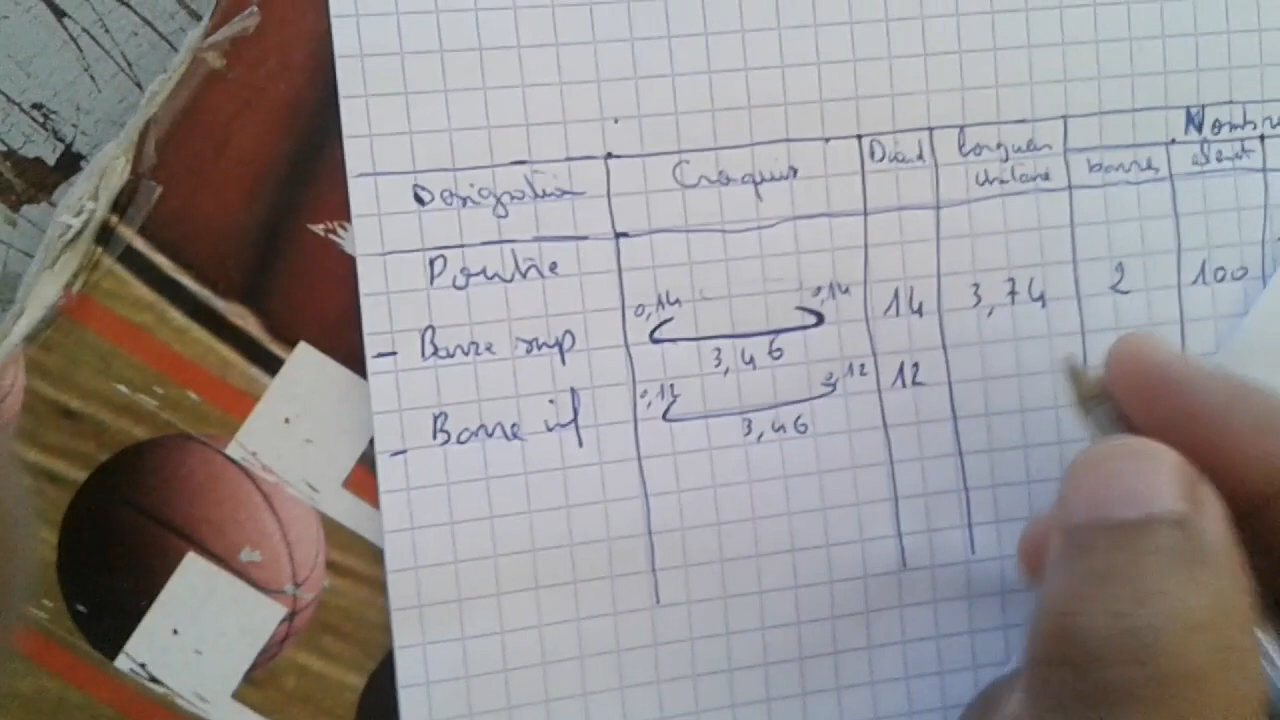 Désignation Croquis Diam longueur unitaire Nombre barres
Poutre
- Barre sup 0,14 0,14 3,46 14 3,74 2 100
- Barre inf 0,12 0,12 3,46 12